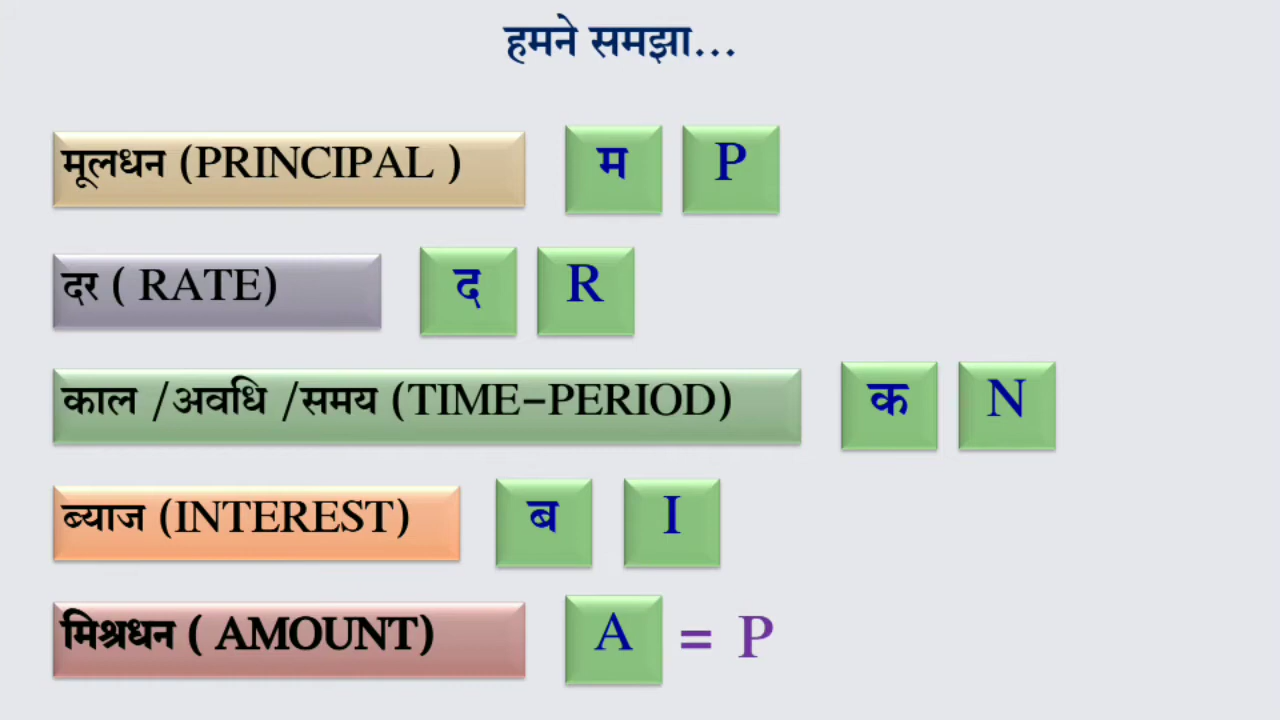 हमने समझा...
मूलधन (PRINCIPAL ) म P
दर ( RATE) द R
काल /अवधि /समय (TIME-PERIOD) क N
ब्याज (INTEREST) ब I
मिश्रधन ( AMOUNT) A = P